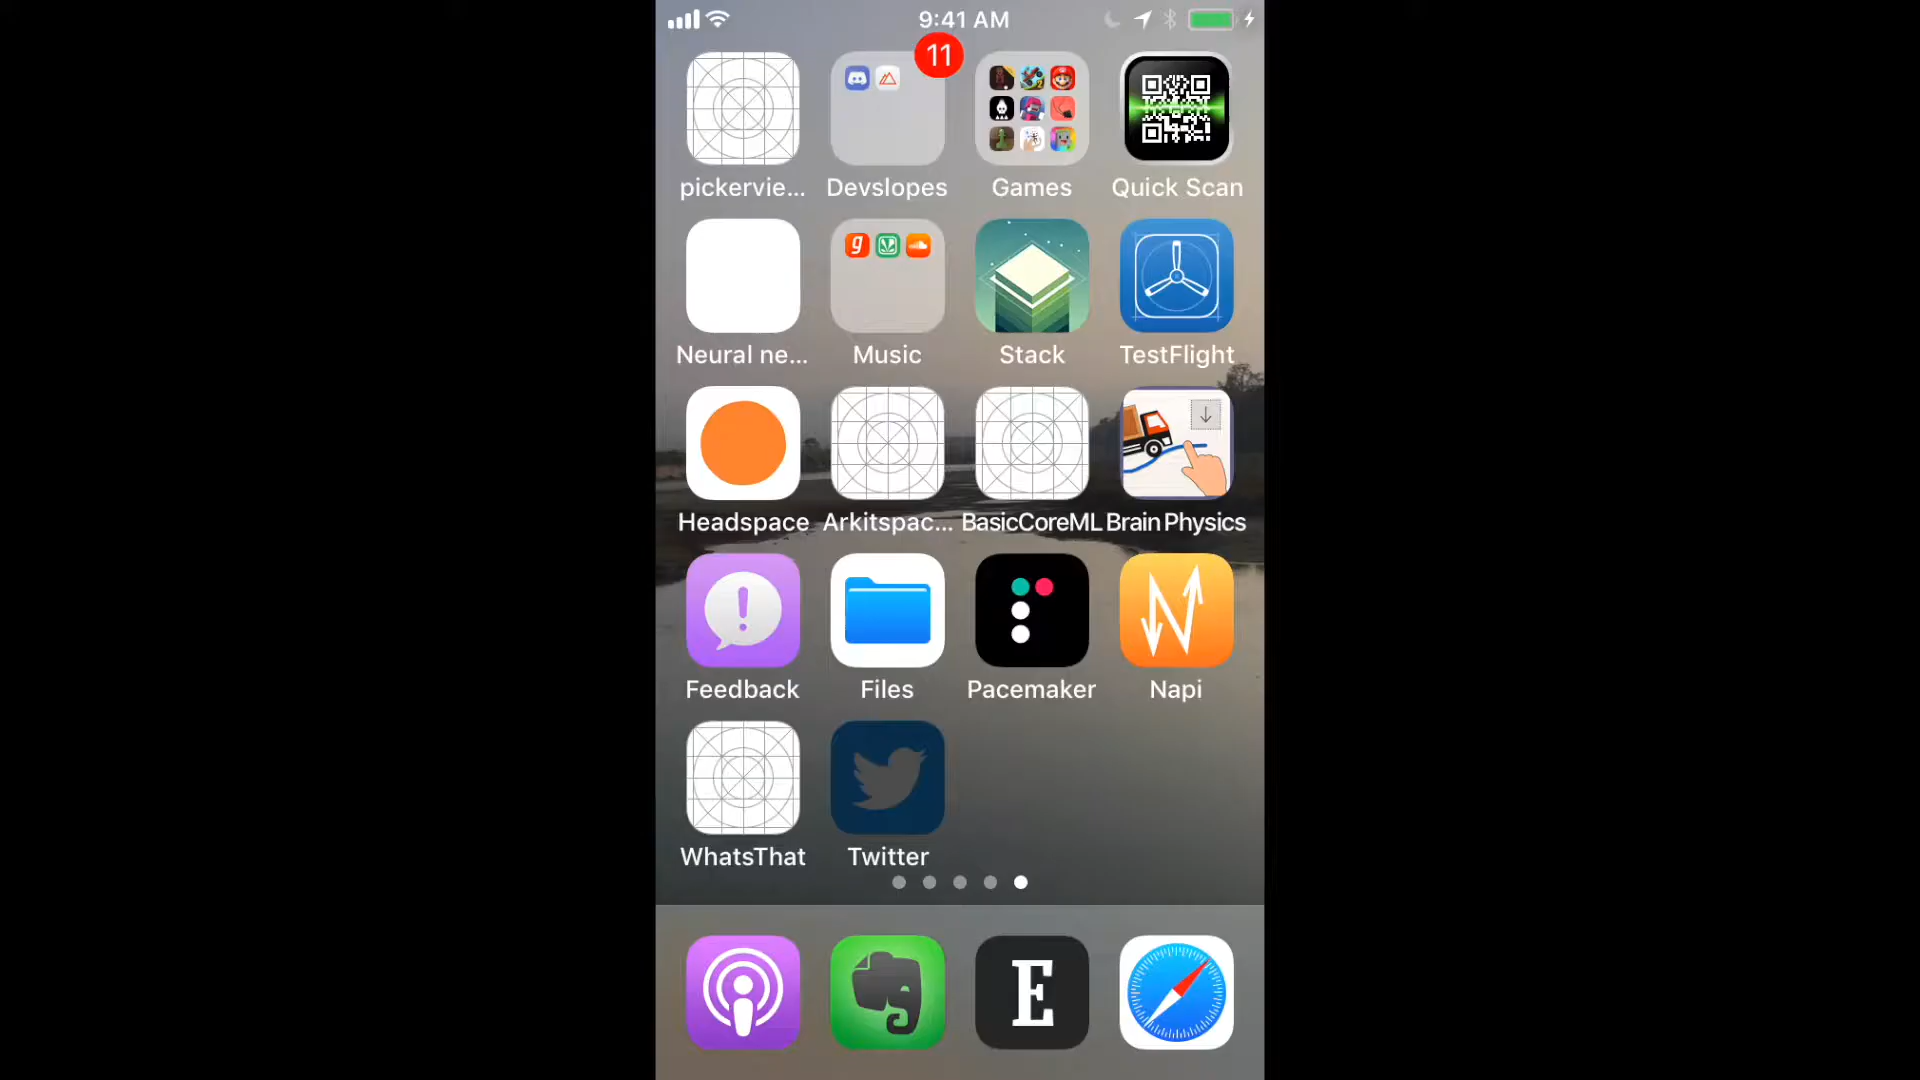 9:41 AM
11
pickervie... Devslopes Games Quick Scan
Neural ne... Music Stack TestFlight
Headspace Arkitspac... BasicCoreML Brain Physics
Feedback Files Pacemaker Napi
WhatsThat Twitter
E